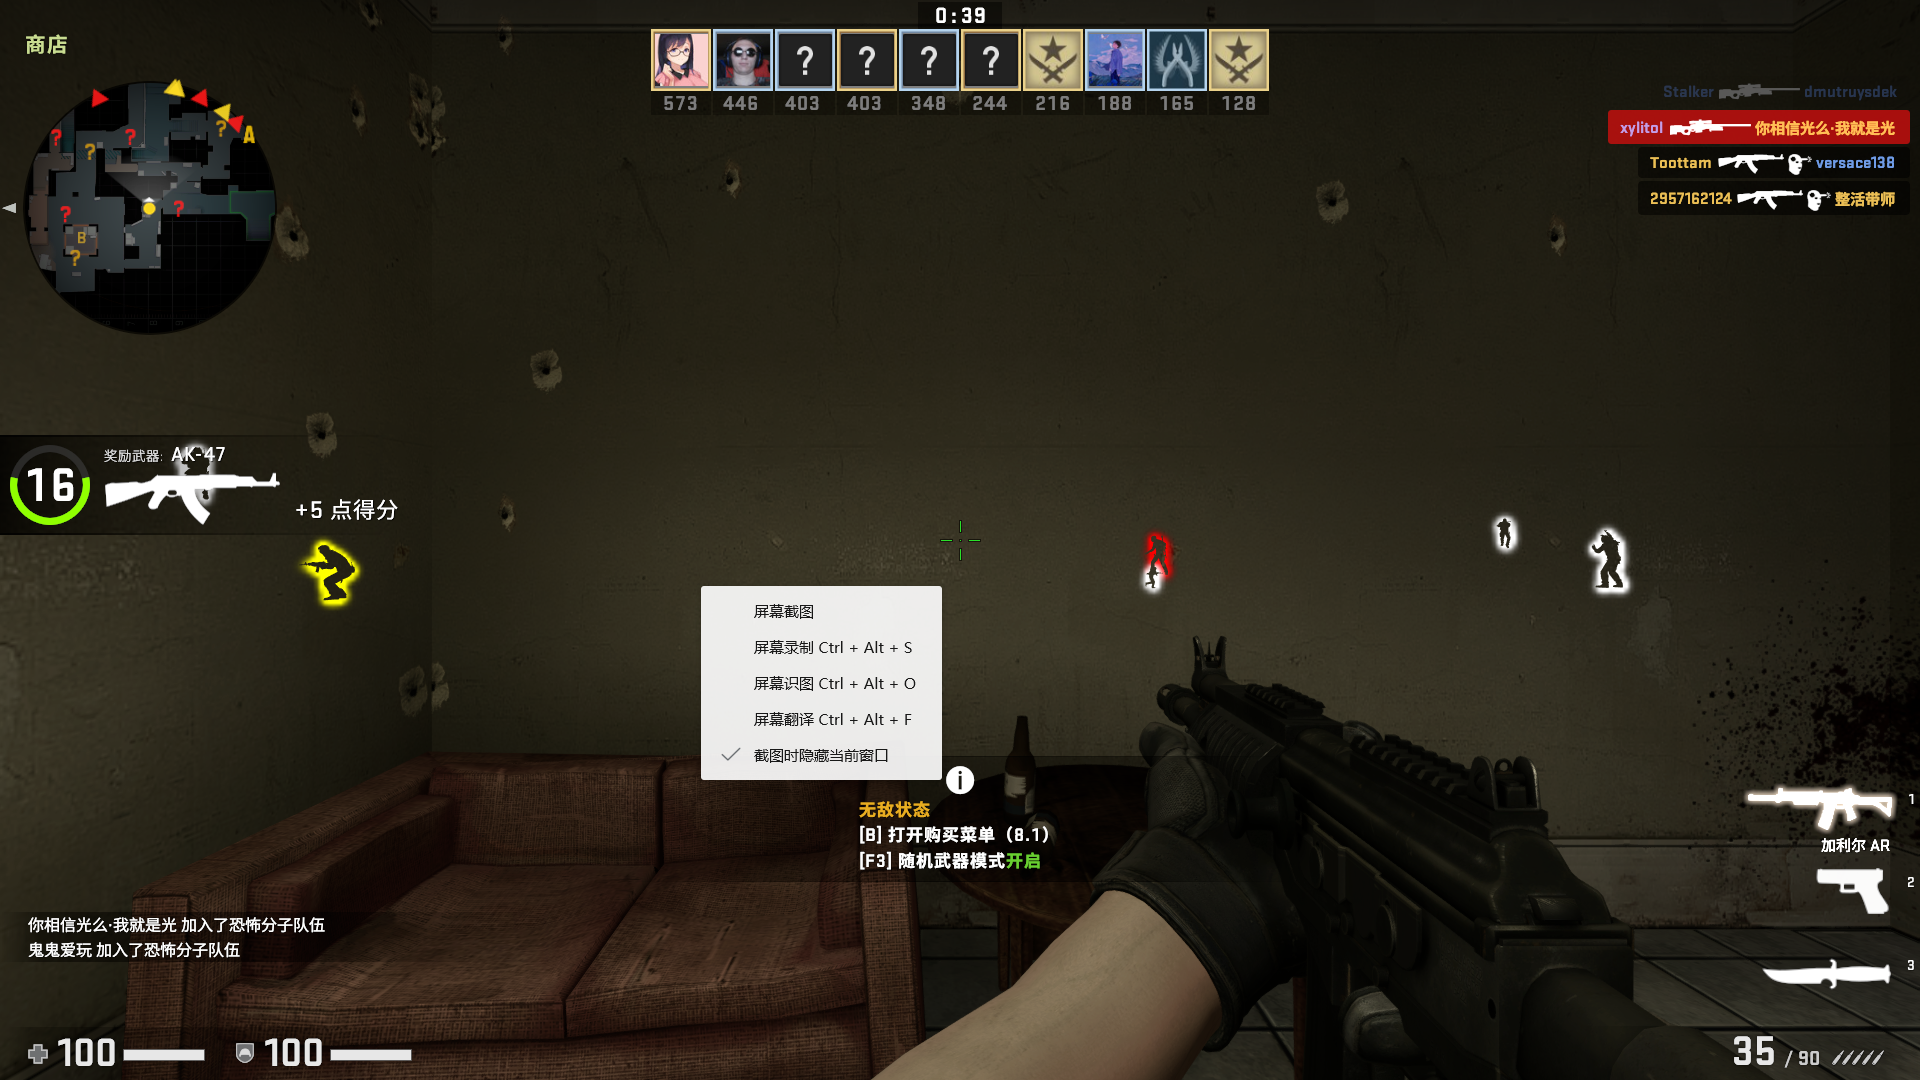 0:39
商店
573 446 403 403 348 244 216 188 165 128
Stalker dmutruysdek
xylitol 你相信光么·我就是光
Toottam versace138
2957162124 整活带师
? ? ? ?
A
? ? ? ?
? ?
B
?
16
奖励武器: AK-47
+5 点得分
屏幕截图
屏幕录制 Ctrl + Alt + S
屏幕识图 Ctrl + Alt + O
屏幕翻译 Ctrl + Alt + F
截图时隐藏当前窗口
i
无敌状态
[B] 打开购买菜单（8.1）
[F3] 随机武器模式开启
1
加利尔 AR
2
3
你相信光么·我就是光 加入了恐怖分子队伍
鬼鬼爱玩 加入了恐怖分子队伍
100 100
35 / 90